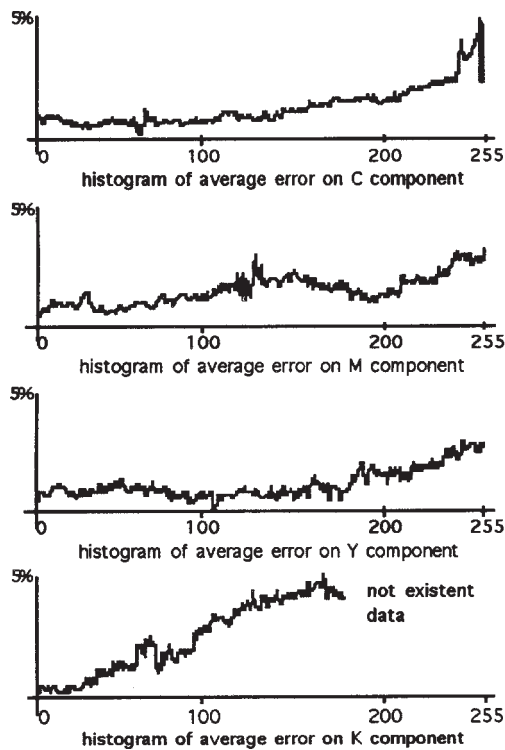 5%
0 100 200 255
histogram of average error on C component
5%
0 100 200 255
histogram of average error on M component
5%
0 100 200 255
histogram of average error on Y component
5%
not existent
data
0 100 200 255
histogram of average error on K component